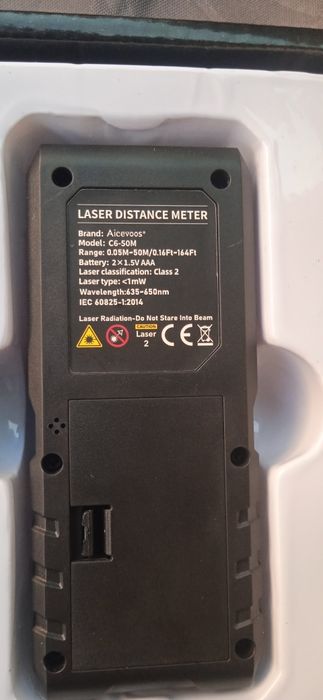 LASER DISTANCE METER
Brand: Aicevoos®
Model: C6-50M
Range: 0.05M-50M/0.16Ft-164Ft
Battery: 2×1.5V AAA
Laser classification: Class 2
Laser type: <1mW
Wavelength:635-650nm
IEC 60825-1:2014
Laser Radiation-Do Not Stare Into Beam
CAUTION
Laser
2
CE